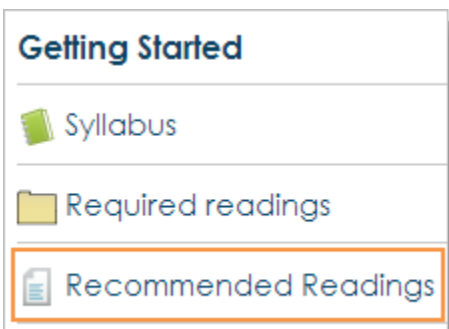 Getting Started
Syllabus
Required readings
Recommended Readings